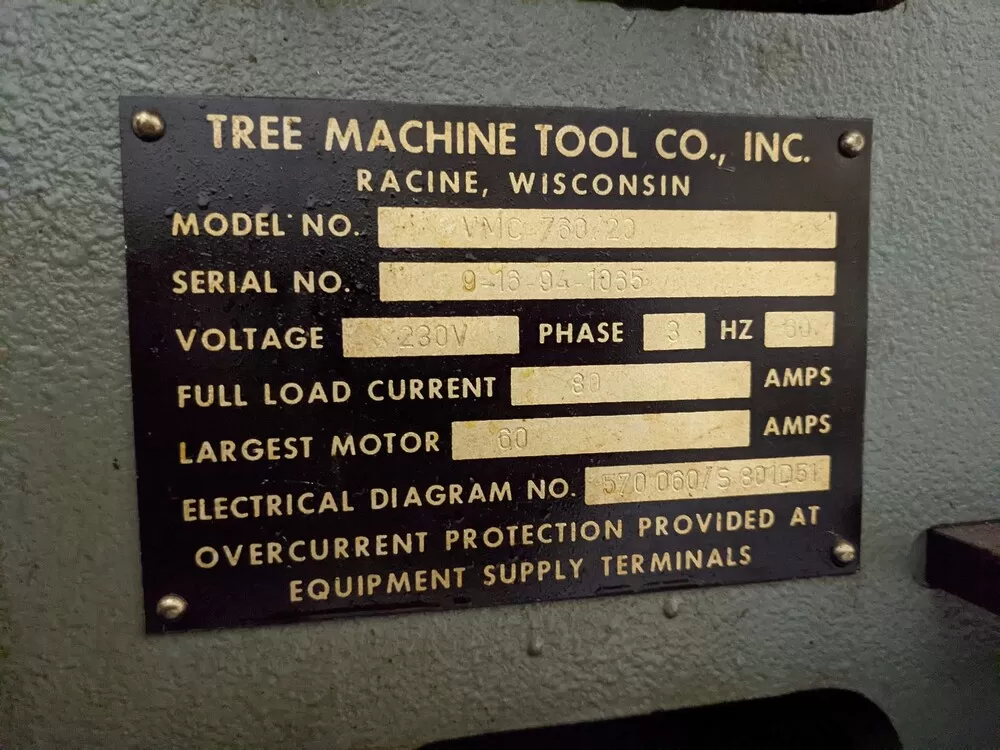 TREE MACHINE TOOL CO., INC.
RACINE, WISCONSIN
MODEL NO. VMC-760/20
SERIAL NO. 9-16-94-1065
VOLTAGE 230V PHASE 3 HZ 60
FULL LOAD CURRENT 80 AMPS
LARGEST MOTOR 60 AMPS
ELECTRICAL DIAGRAM NO. 570 060/S 801D51
OVERCURRENT PROTECTION PROVIDED AT
EQUIPMENT SUPPLY TERMINALS